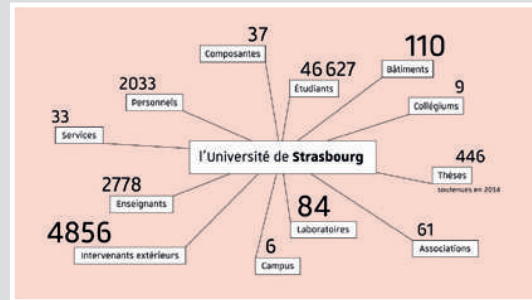 37
Composantes
110
Bâtiments
46 627
Étudiants
2033
Personnels
9
Collégiums
33
Services
l'Université de Strasbourg
446
Thèses
soutenues en 2014
2778
Enseignants
84
Laboratoires
4856
Intervenants extérieurs
61
Associations
6
Campus